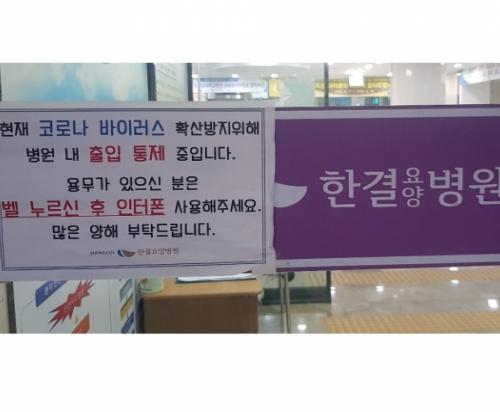 현재 코로나 바이러스 확산방지위해
병원 내 출입 통제 중입니다.
용무가 있으신 분은
벨 누르신 후 인터폰 사용해주세요.
많은 양해 부탁드립니다.
한결요양병원
한결요양병원